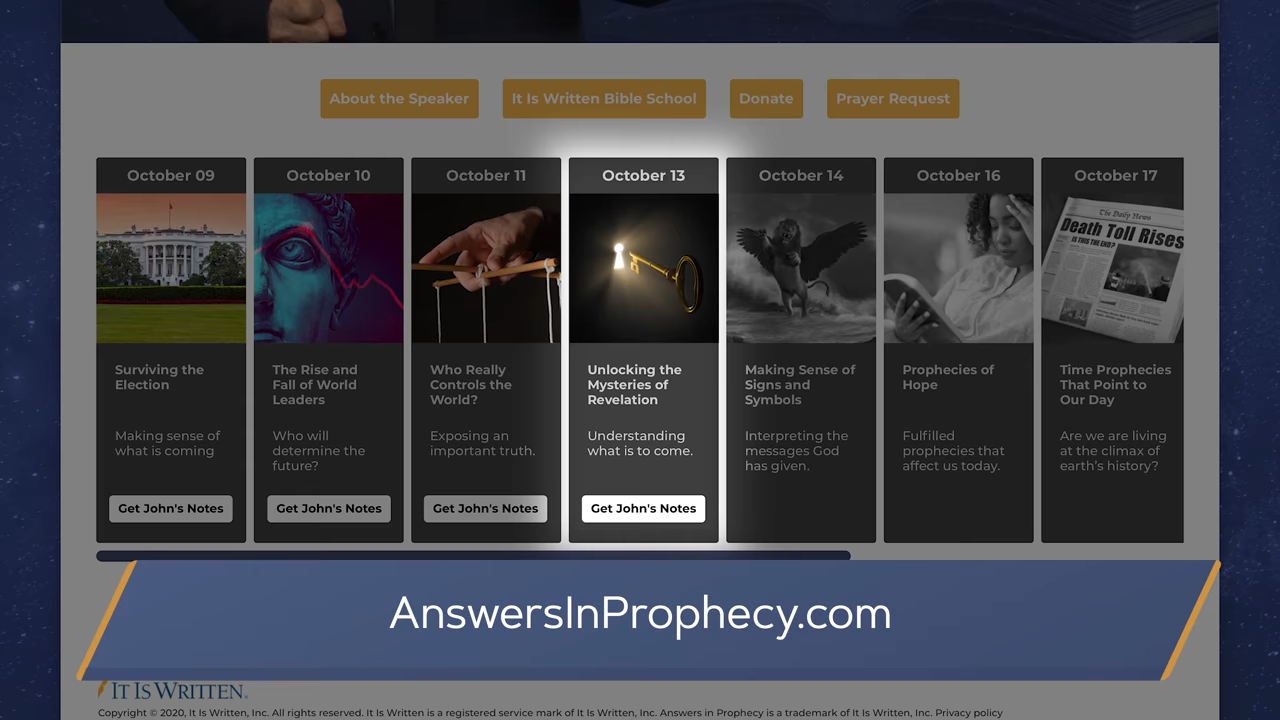 About the Speaker
It Is Written Bible School
Donate
Prayer Request
October 09
Surviving the
Election
Making sense of
what is coming
Get John's Notes
October 10
The Rise and
Fall of World
Leaders
Who will
determine the
future?
Get John's Notes
October 11
Who Really
Controls the
World?
Exposing an
important truth.
Get John's Notes
October 13
Unlocking the
Mysteries of
Revelation
Understanding
what is to come.
Get John's Notes
October 14
Making Sense of
Signs and
Symbols
Interpreting the
messages God
has given.
October 16
Prophecies of
Hope
Fulfilled
prophecies that
affect us today.
October 17
The Daily News
Death Toll Rises
IS THIS THE END?
Time Prophecies
That Point to
Our Day
Are we are living
at the climax of
earth's history?
AnswersInProphecy.com
IT IS WRITTEN.
Copyright © 2020, It Is Written, Inc. All rights reserved. It Is Written is a registered service mark of It Is Written, Inc. Answers in Prophecy is a trademark of It Is Written, Inc. Privacy policy